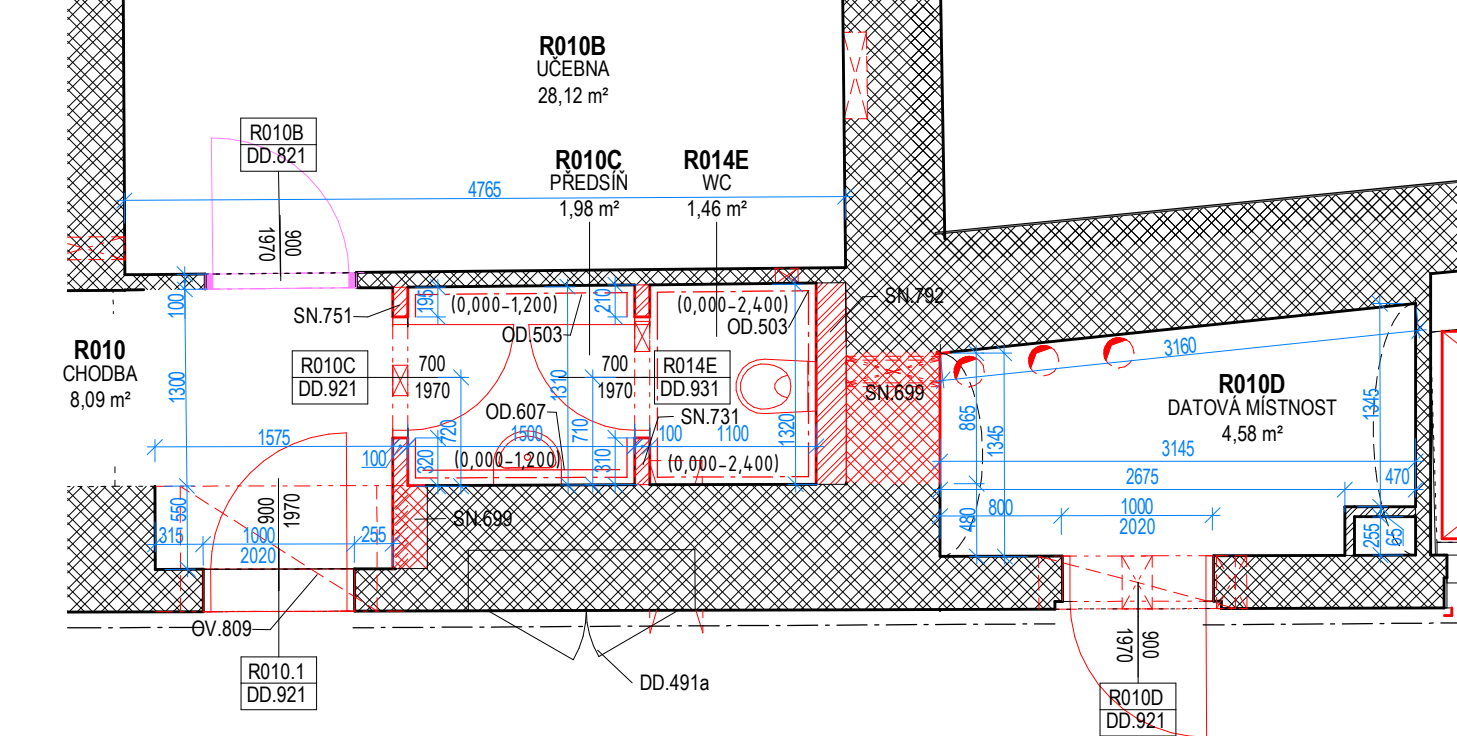 R010B
UČEBNA
28,12 m²
R010B
DD.821
R010C
PŘEDSÍŇ
1,98 m²
R014E
WC
1,46 m²
4765
900
1970
100
195
(0,000–1,200)
210
(0,000–2,400)
SN.792
SN.751
OD.503
OD.503
R010
CHODBA
8,09 m²
1300
R010C
DD.921
700
1970
1310
700
1970
R014E
DD.931
SN.699
3160
R010D
DATOVÁ MÍSTNOST
4,58 m²
865
1345
1345
OD.607
SN.731
720
710
1575
1500
100
1100
1320
100
320
(0,000–1,200)
310
(0,000–2,400)
3145
2675
470
550
900
1970
SN.699
480
800
1000
2020
315
1000
2020
255
255
65
OV.809
900
1970
R010.1
DD.921
DD.491a
R010D
DD.921